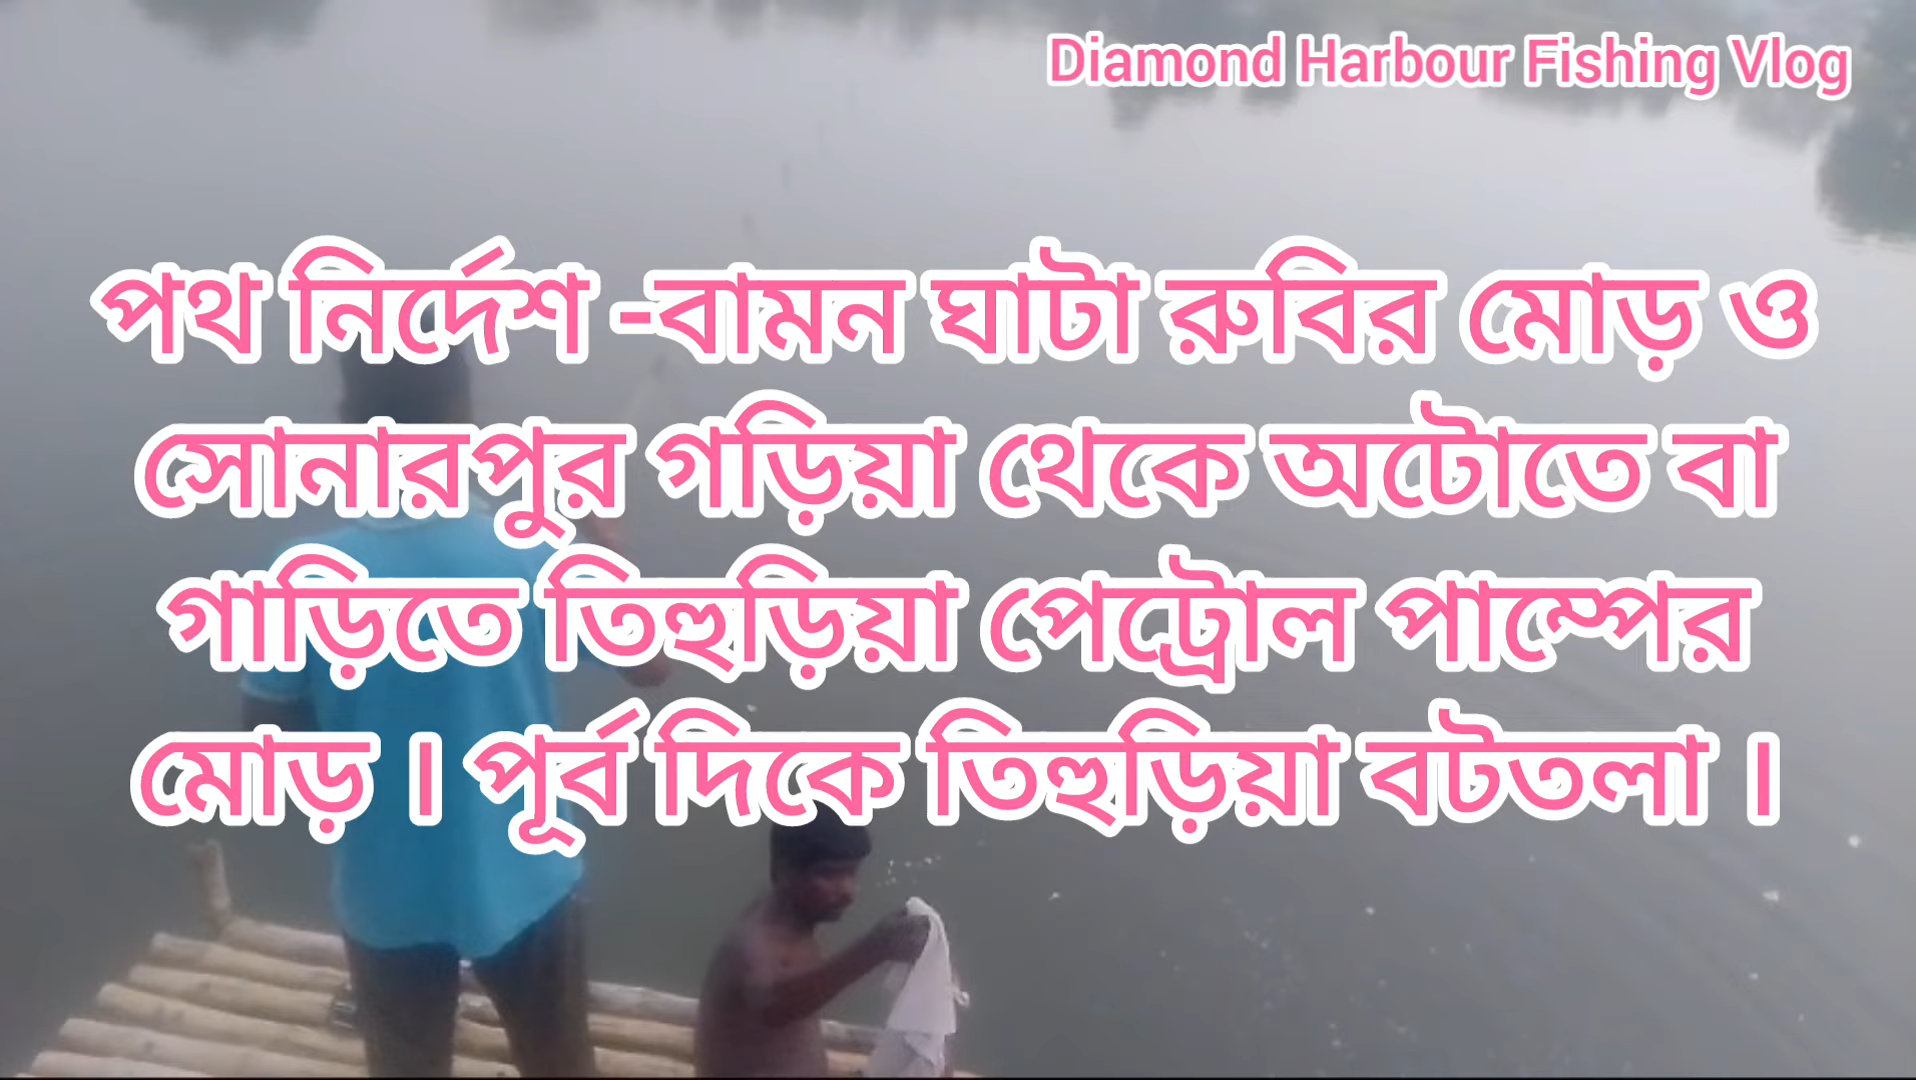 Diamond Harbour Fishing Vlog
পথ নির্দেশ -বামন ঘাটা রুবির মোড় ও
সোনারপুর গড়িয়া থেকে অটোতে বা
গাড়িতে তিহুড়িয়া পেট্রোল পাম্পের
মোড় । পূর্ব দিকে তিহুড়িয়া বটতলা ।